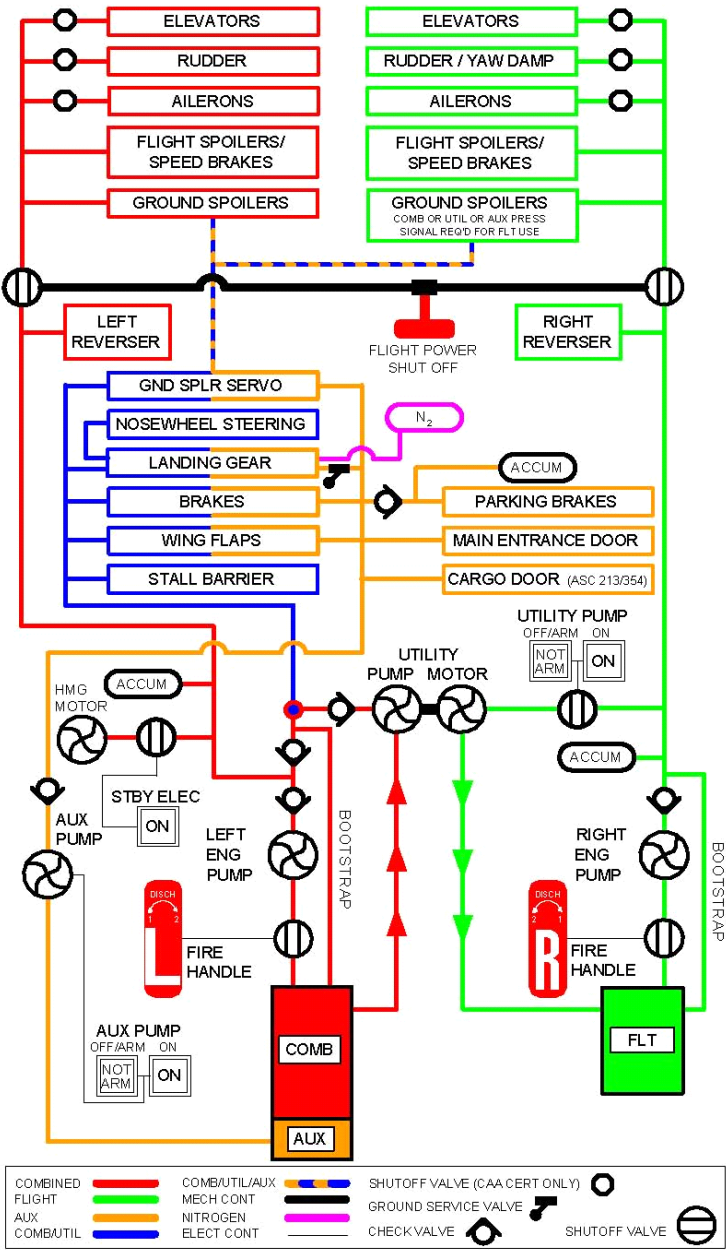 ELEVATORS
ELEVATORS
RUDDER
RUDDER / YAW DAMP
AILERONS
AILERONS
FLIGHT SPOILERS/
SPEED BRAKES
FLIGHT SPOILERS/
SPEED BRAKES
GROUND SPOILERS
GROUND SPOILERS
COMB OR UTIL OR AUX PRESS
SIGNAL REQ'D FOR FLT USE
LEFT
REVERSER
RIGHT
REVERSER
FLIGHT POWER
SHUT OFF
GND SPLR SERVO
NOSEWHEEL STEERING
N2
LANDING GEAR
ACCUM
BRAKES
PARKING BRAKES
WING FLAPS
MAIN ENTRANCE DOOR
STALL BARRIER
CARGO DOOR (ASC 213/354)
UTILITY PUMP
OFF/ARM ON
NOT
ARM
ON
UTILITY
PUMP MOTOR
ACCUM
HMG
MOTOR
ACCUM
STBY ELEC
ON
AUX
PUMP
LEFT
ENG
PUMP
BOOTSTRAP
RIGHT
ENG
PUMP
BOOTSTRAP
DISCH
1 2
L
FIRE
HANDLE
DISCH
2 1
R
FIRE
HANDLE
AUX PUMP
OFF/ARM ON
NOT
ARM
ON
COMB
FLT
AUX
COMBINED
FLIGHT
AUX
COMB/UTIL
COMB/UTIL/AUX
MECH CONT
NITROGEN
ELECT CONT
SHUTOFF VALVE (CAA CERT ONLY)
GROUND SERVICE VALVE
CHECK VALVE
SHUTOFF VALVE